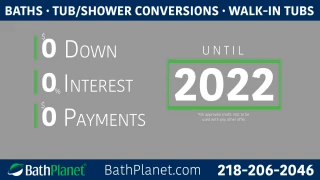 BATHS · TUB/SHOWER CONVERSIONS · WALK-IN TUBS
$0 DOWN
0% INTEREST
$0 PAYMENTS
UNTIL
2022
BathPlanet
BathPlanet.com
218-206-2046